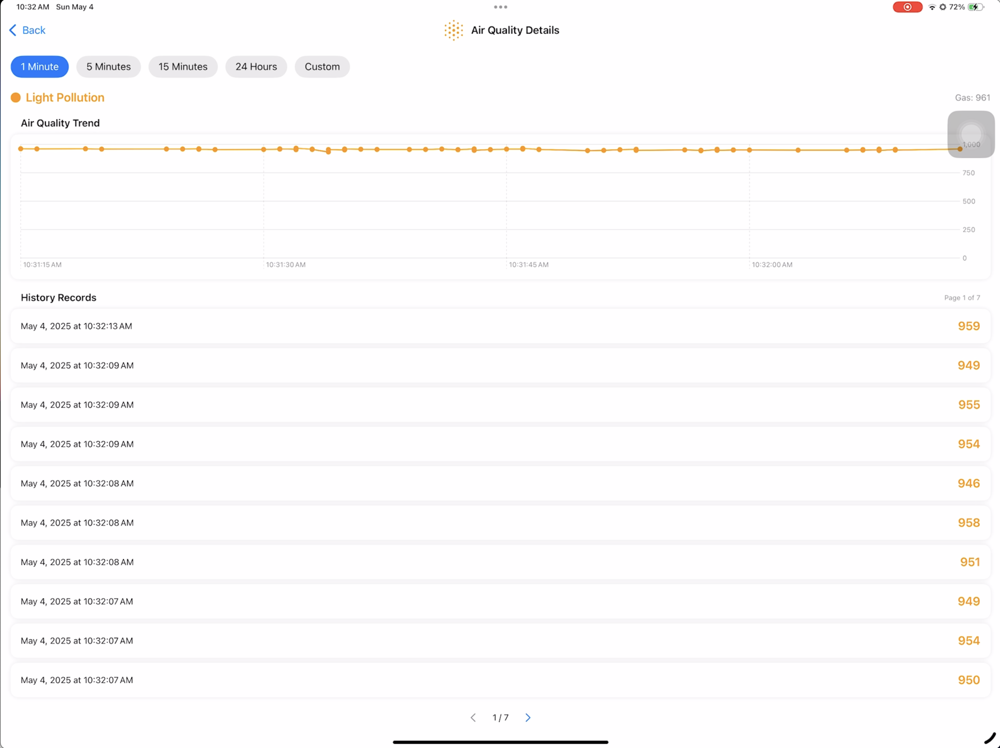 10:32 AM Sun May 4
72%
Back
Air Quality Details
1 Minute
5 Minutes
15 Minutes
24 Hours
Custom
Light Pollution
Gas: 961
Air Quality Trend
1,000
750
500
250
0
10:31:15 AM
10:31:30 AM
10:31:45 AM
10:32:00 AM
History Records
Page 1 of 7
May 4, 2025 at 10:32:13 AM
959
May 4, 2025 at 10:32:09 AM
949
May 4, 2025 at 10:32:09 AM
955
May 4, 2025 at 10:32:09 AM
954
May 4, 2025 at 10:32:08 AM
946
May 4, 2025 at 10:32:08 AM
958
May 4, 2025 at 10:32:08 AM
951
May 4, 2025 at 10:32:07 AM
949
May 4, 2025 at 10:32:07 AM
954
May 4, 2025 at 10:32:07 AM
950
1 / 7